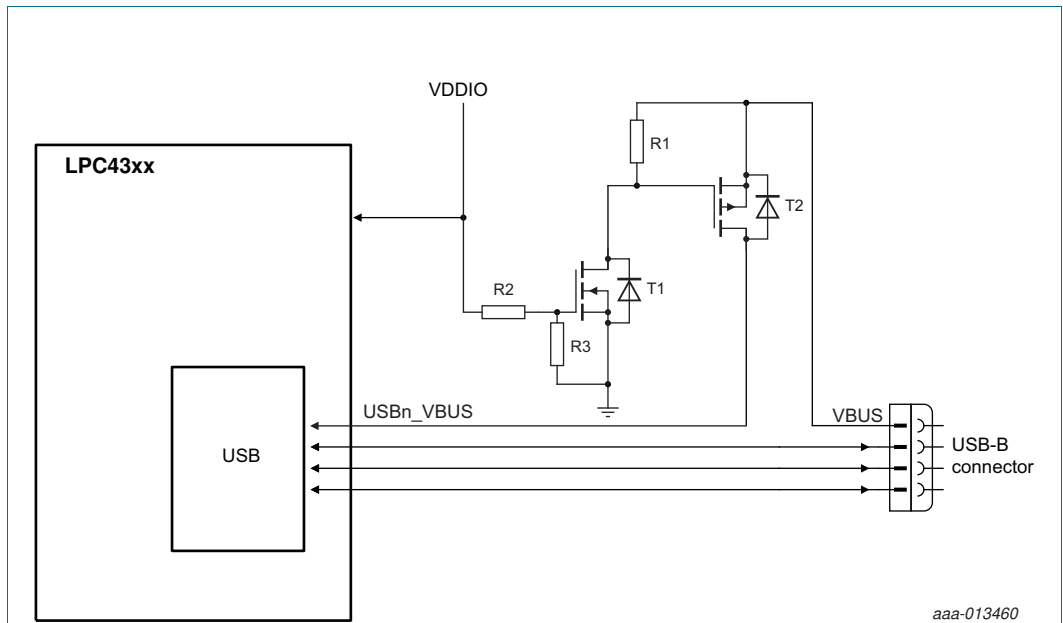 VDDIO
R1
LPC43xx
T2
R2
T1
R3
USBn_VBUS
VBUS
USB
USB-B
connector
aaa-013460